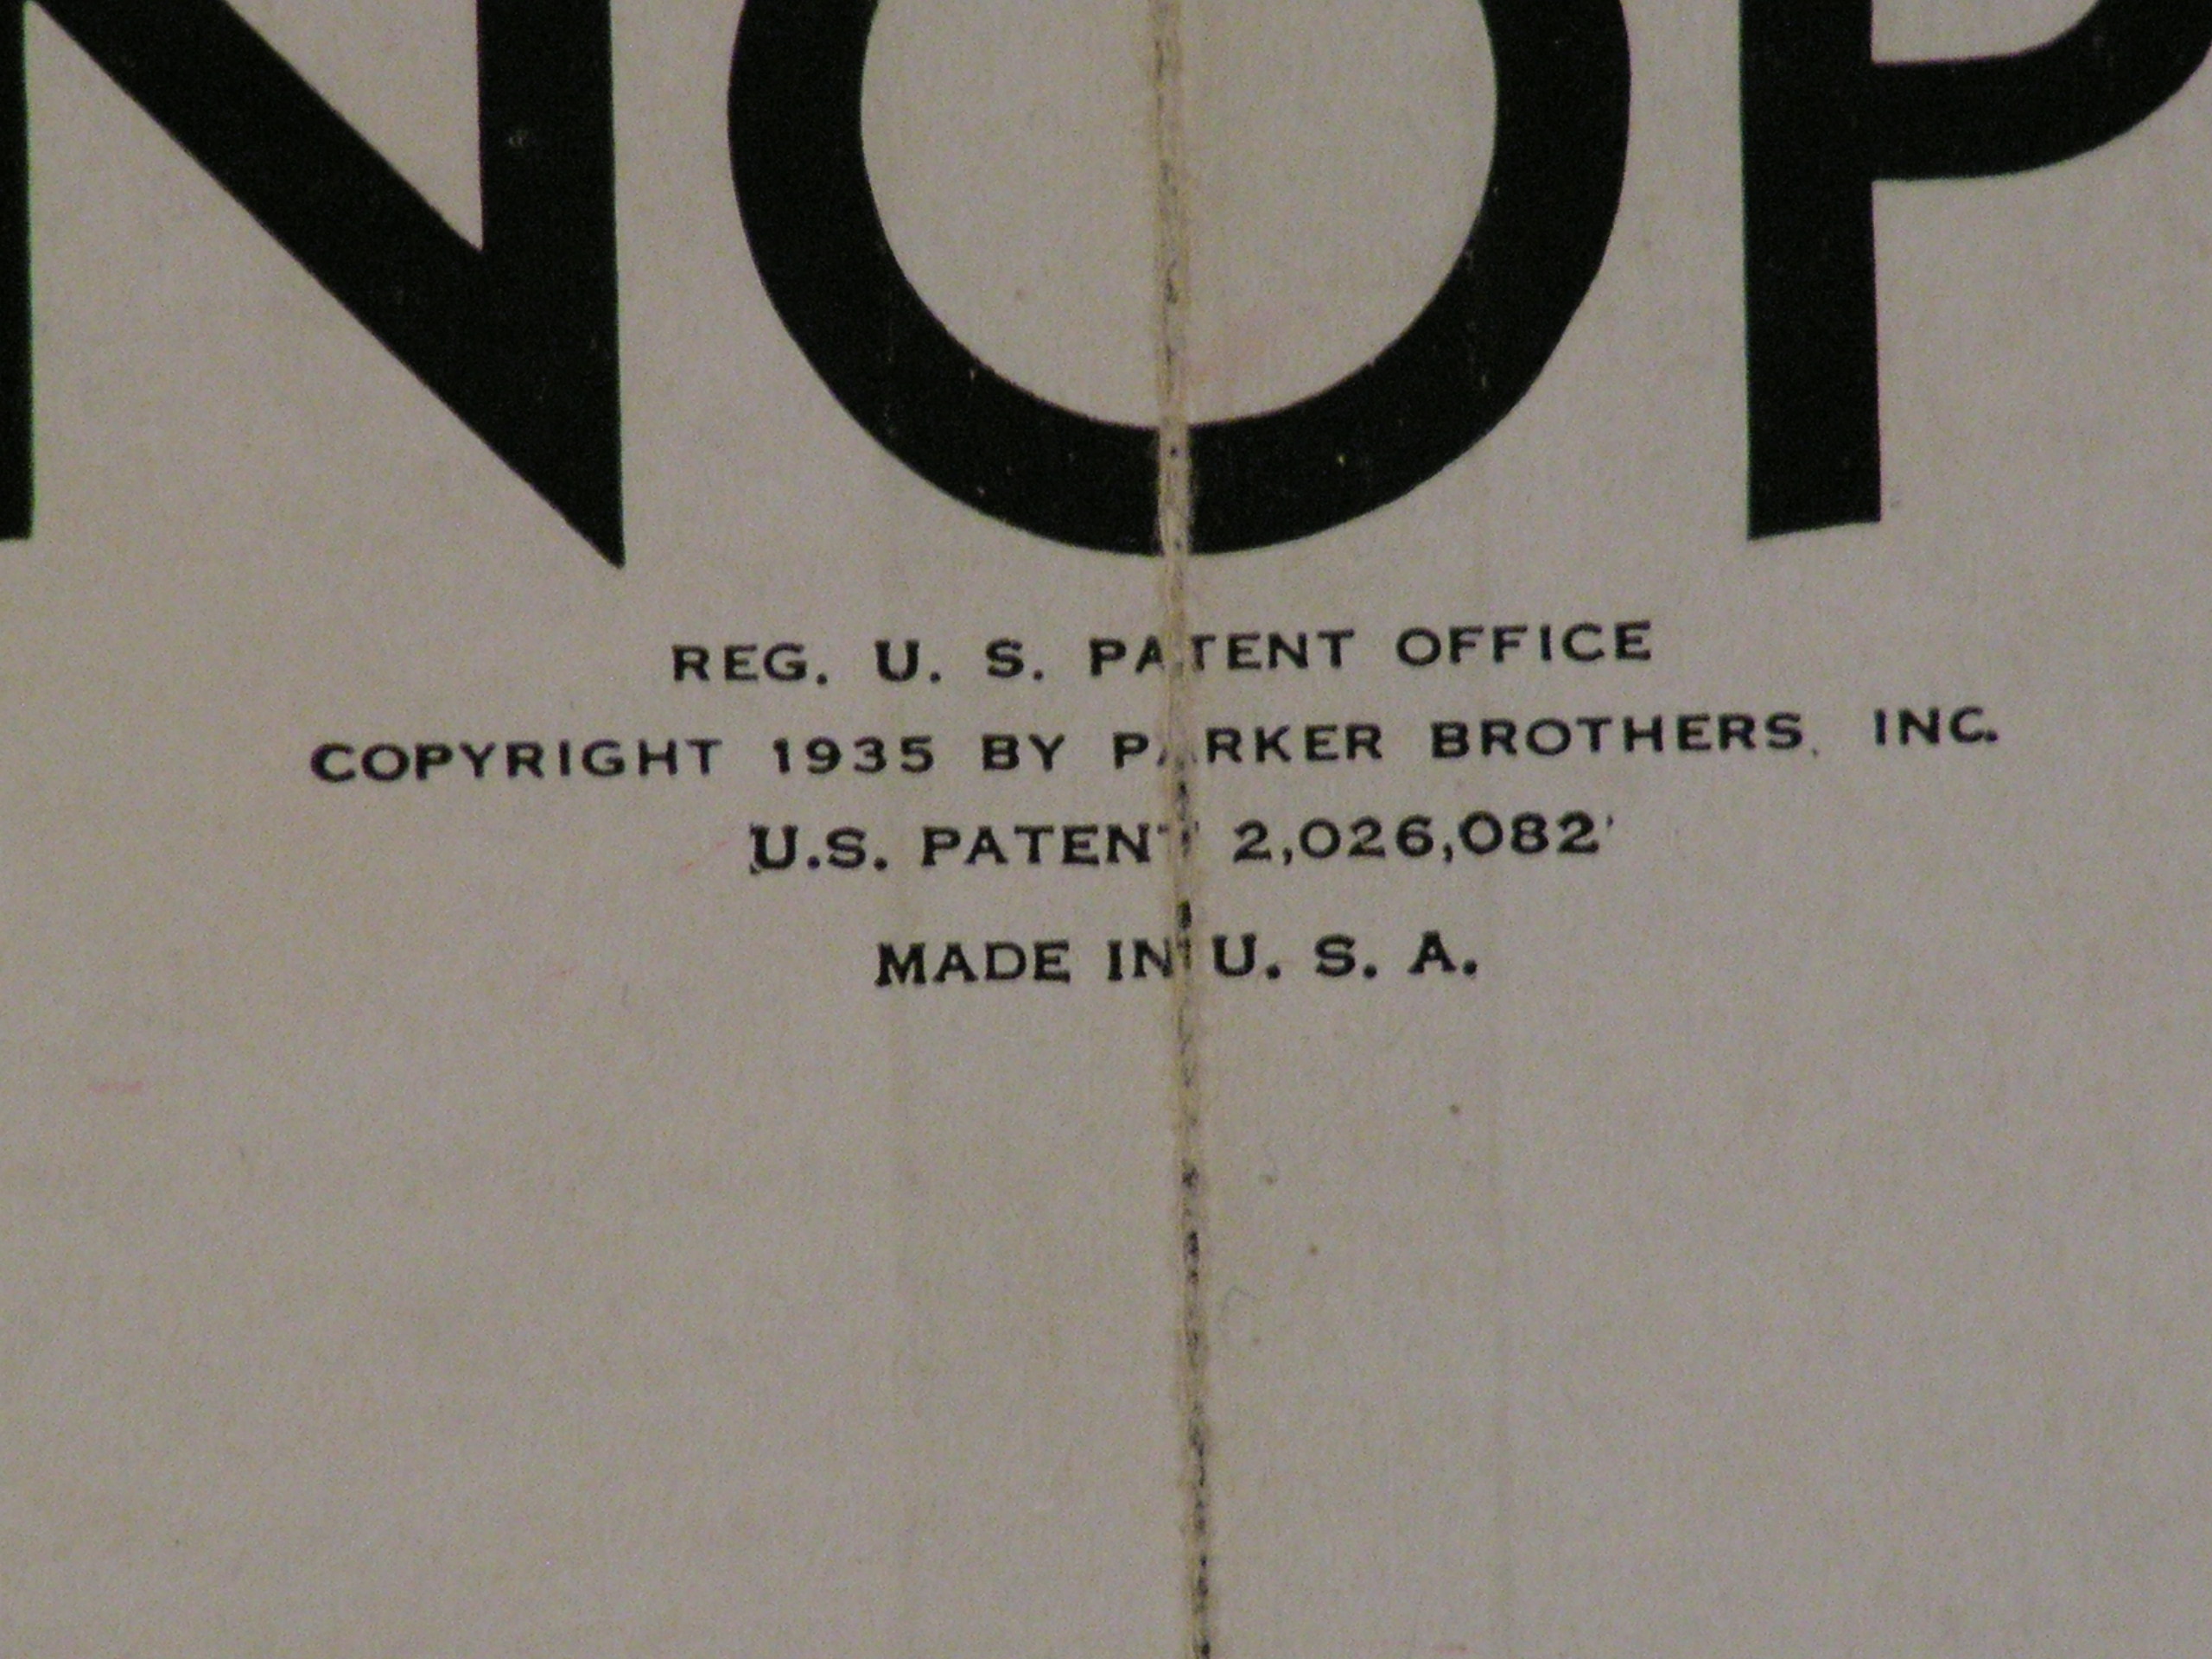 NOP
REG. U. S. PATENT OFFICE
COPYRIGHT 1935 BY PARKER BROTHERS, INC.
U.S. PATENT 2,026,082
MADE IN U. S. A.